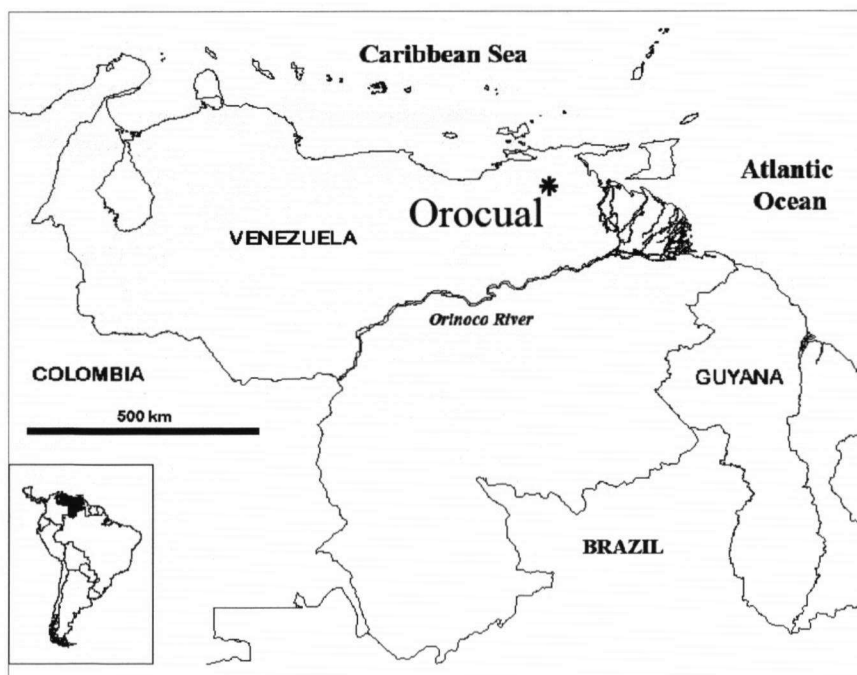 Caribbean Sea
Atlantic
Ocean
*
Orocual
VENEZUELA
Orinoco River
COLOMBIA
GUYANA
500 km
BRAZIL